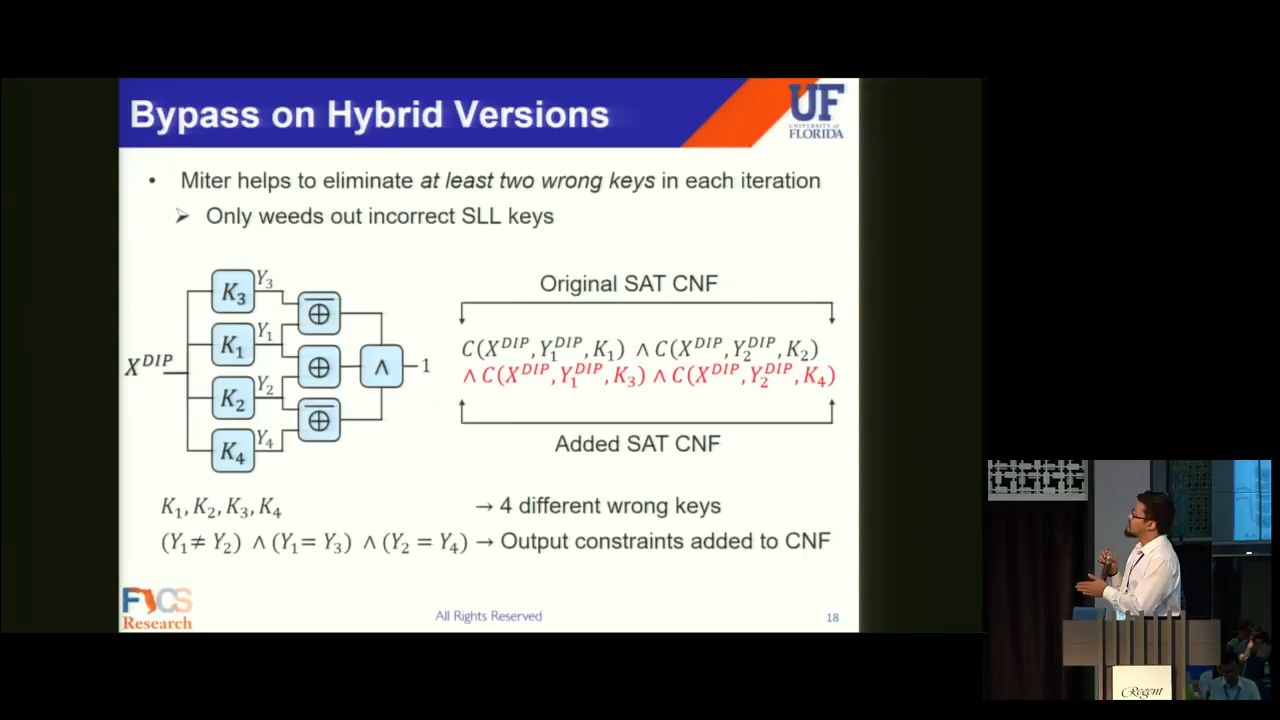 Bypass on Hybrid Versions
UF
UNIVERSITY of
FLORIDA
• Miter helps to eliminate at least two wrong keys in each iteration
➢ Only weeds out incorrect SLL keys
Original SAT CNF
X^DIP
K₃ Y₃ ⊕
K₁ Y₁
⊕ ∧ 1
K₂ Y₂
⊕
K₄ Y₄
C(X^DIP, Y₁^DIP, K₁) ∧ C(X^DIP, Y₂^DIP, K₂)
∧ C(X^DIP, Y₁^DIP, K₃) ∧ C(X^DIP, Y₂^DIP, K₄)
Added SAT CNF
K₁, K₂, K₃, K₄ → 4 different wrong keys
(Y₁ ≠ Y₂) ∧ (Y₁ = Y₃) ∧ (Y₂ = Y₄) → Output constraints added to CNF
FICS
Research
All Rights Reserved
18
Regent